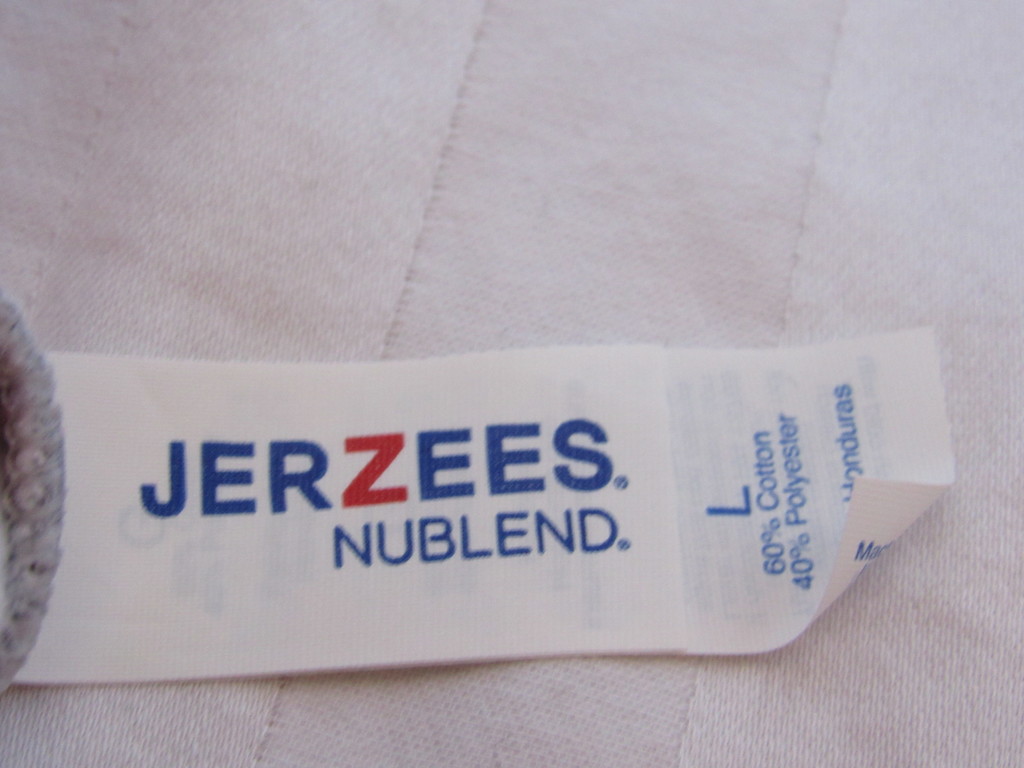 JERZEES®
NUBLEND®
L
60% Cotton
40% Polyester
Honduras